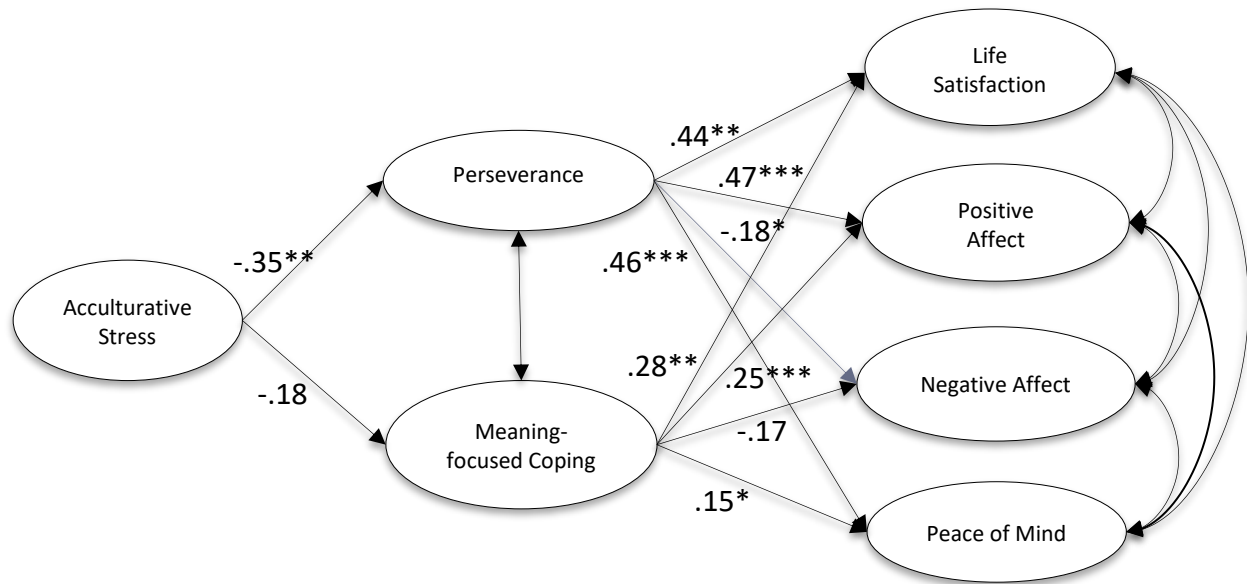 Life
Satisfaction
.44**
Perseverance
.47***
Positive
Affect
-.18*
-.35**
.46***
Acculturative
Stress
.28**
.25***
Negative Affect
-.18
-.17
Meaning-
focused Coping
.15*
Peace of Mind